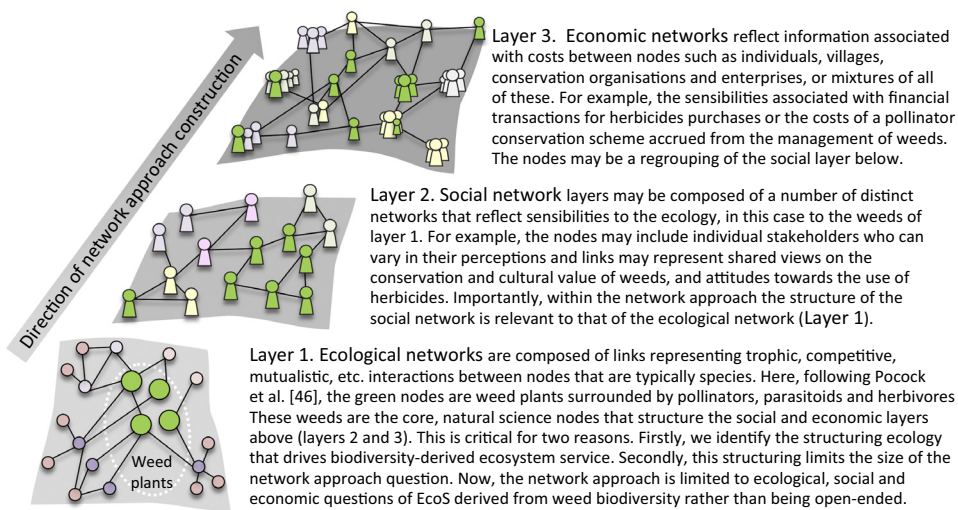 Direction of network approach construction
Layer 3. Economic networks reflect information associated
with costs between nodes such as individuals, villages,
conservation organisations and enterprises, or mixtures of all
of these. For example, the sensibilities associated with financial
transactions for herbicides purchases or the costs of a pollinator
conservation scheme accrued from the management of weeds.
The nodes may be a regrouping of the social layer below.
Layer 2. Social network layers may be composed of a number of distinct
networks that reflect sensibilities to the ecology, in this case to the weeds of
layer 1. For example, the nodes may include individual stakeholders who can
vary in their perceptions and links may represent shared views on the
conservation and cultural value of weeds, and attitudes towards the use of
herbicides. Importantly, within the network approach the structure of the
social network is relevant to that of the ecological network (Layer 1).
Layer 1. Ecological networks are composed of links representing trophic, competitive,
mutualistic, etc. interactions between nodes that are typically species. Here, following Pocock
et al. [46], the green nodes are weed plants surrounded by pollinators, parasitoids and herbivores
These weeds are the core, natural science nodes that structure the social and economic layers
above (layers 2 and 3). This is critical for two reasons. Firstly, we identify the structuring ecology
that drives biodiversity-derived ecosystem service. Secondly, this structuring limits the size of the
network approach question. Now, the network approach is limited to ecological, social and
economic questions of EcoS derived from weed biodiversity rather than being open-ended.
Weed
plants